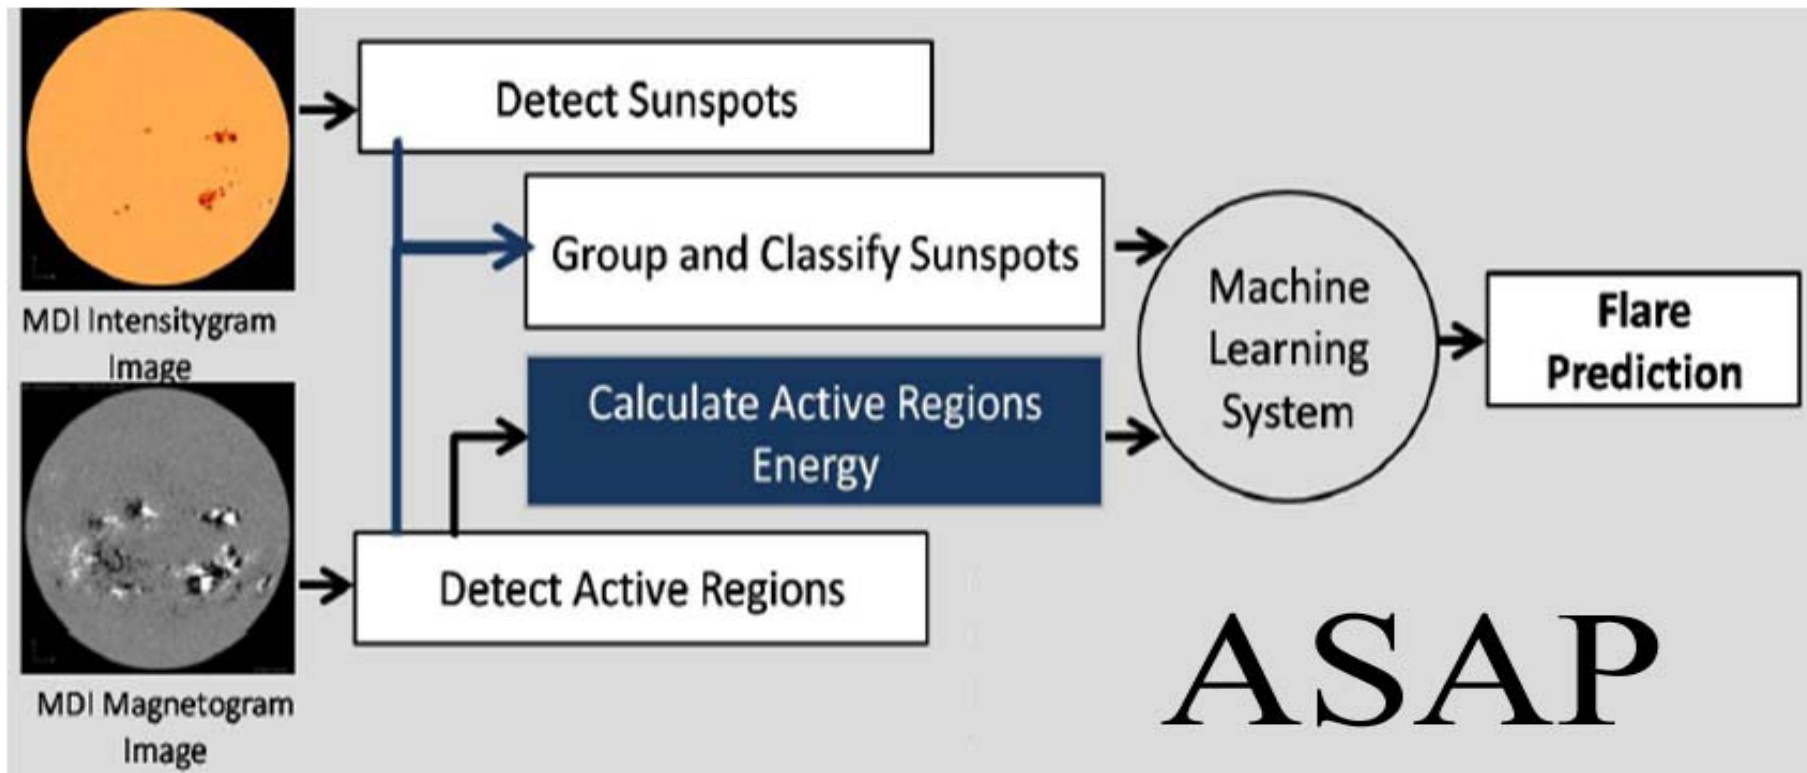 Detect Sunspots
Group and Classify Sunspots
MDI Intensitygram
Image
Calculate Active Regions
Energy
Detect Active Regions
MDI Magnetogram
Image
Machine
Learning
System
Flare
Prediction
ASAP